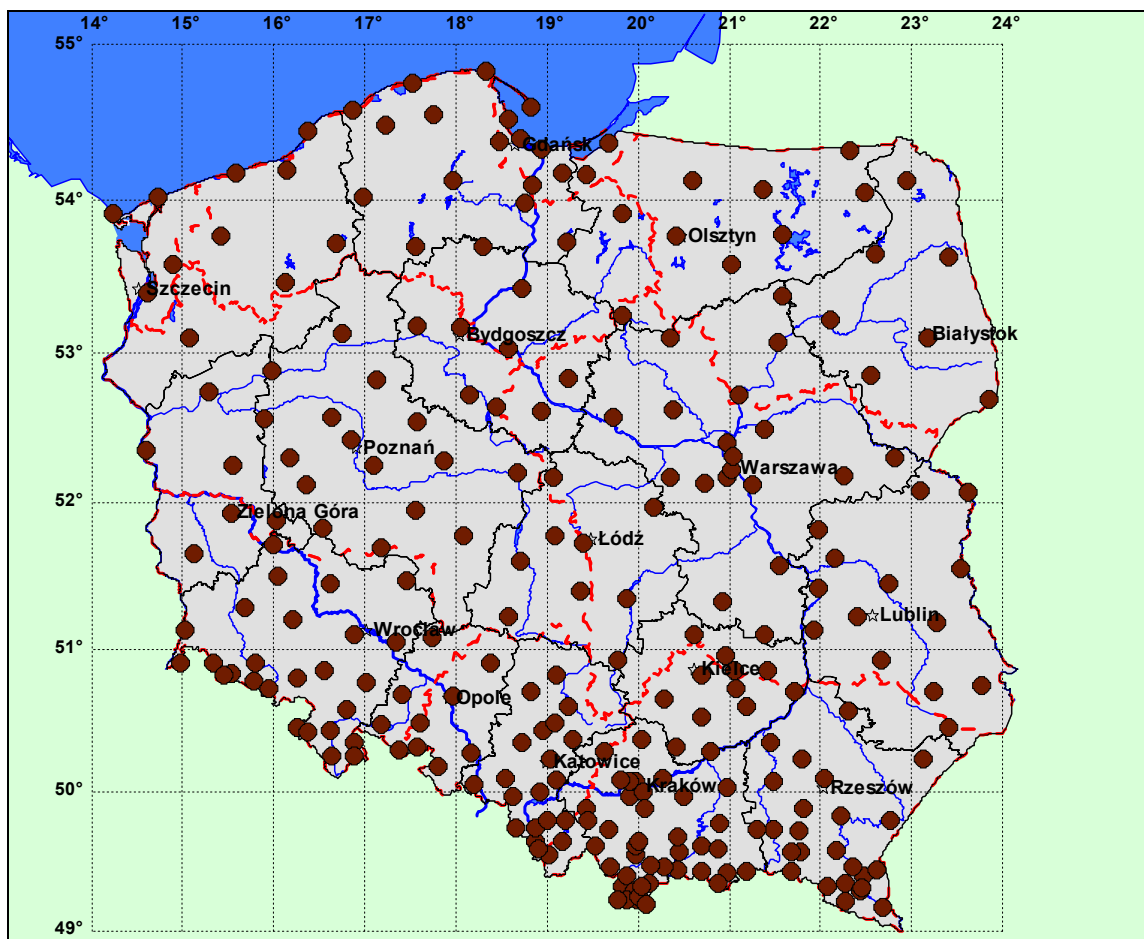 14° 15° 16° 17° 18° 19° 20° 21° 22° 23° 24°
55°
Gdańsk
54°
Olsztyn
Szczecin
Bydgoszcz
Białystok
53°
Poznań
Warszawa
52°
Zielona Góra
Łódź
Lublin
Wrocław
51°
Kielce
Opole
Katowice
Kraków
Rzeszów
50°
49°